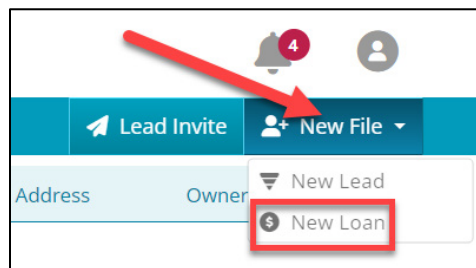 4
Lead Invite
New File
Address
Owner
New Lead
New Loan